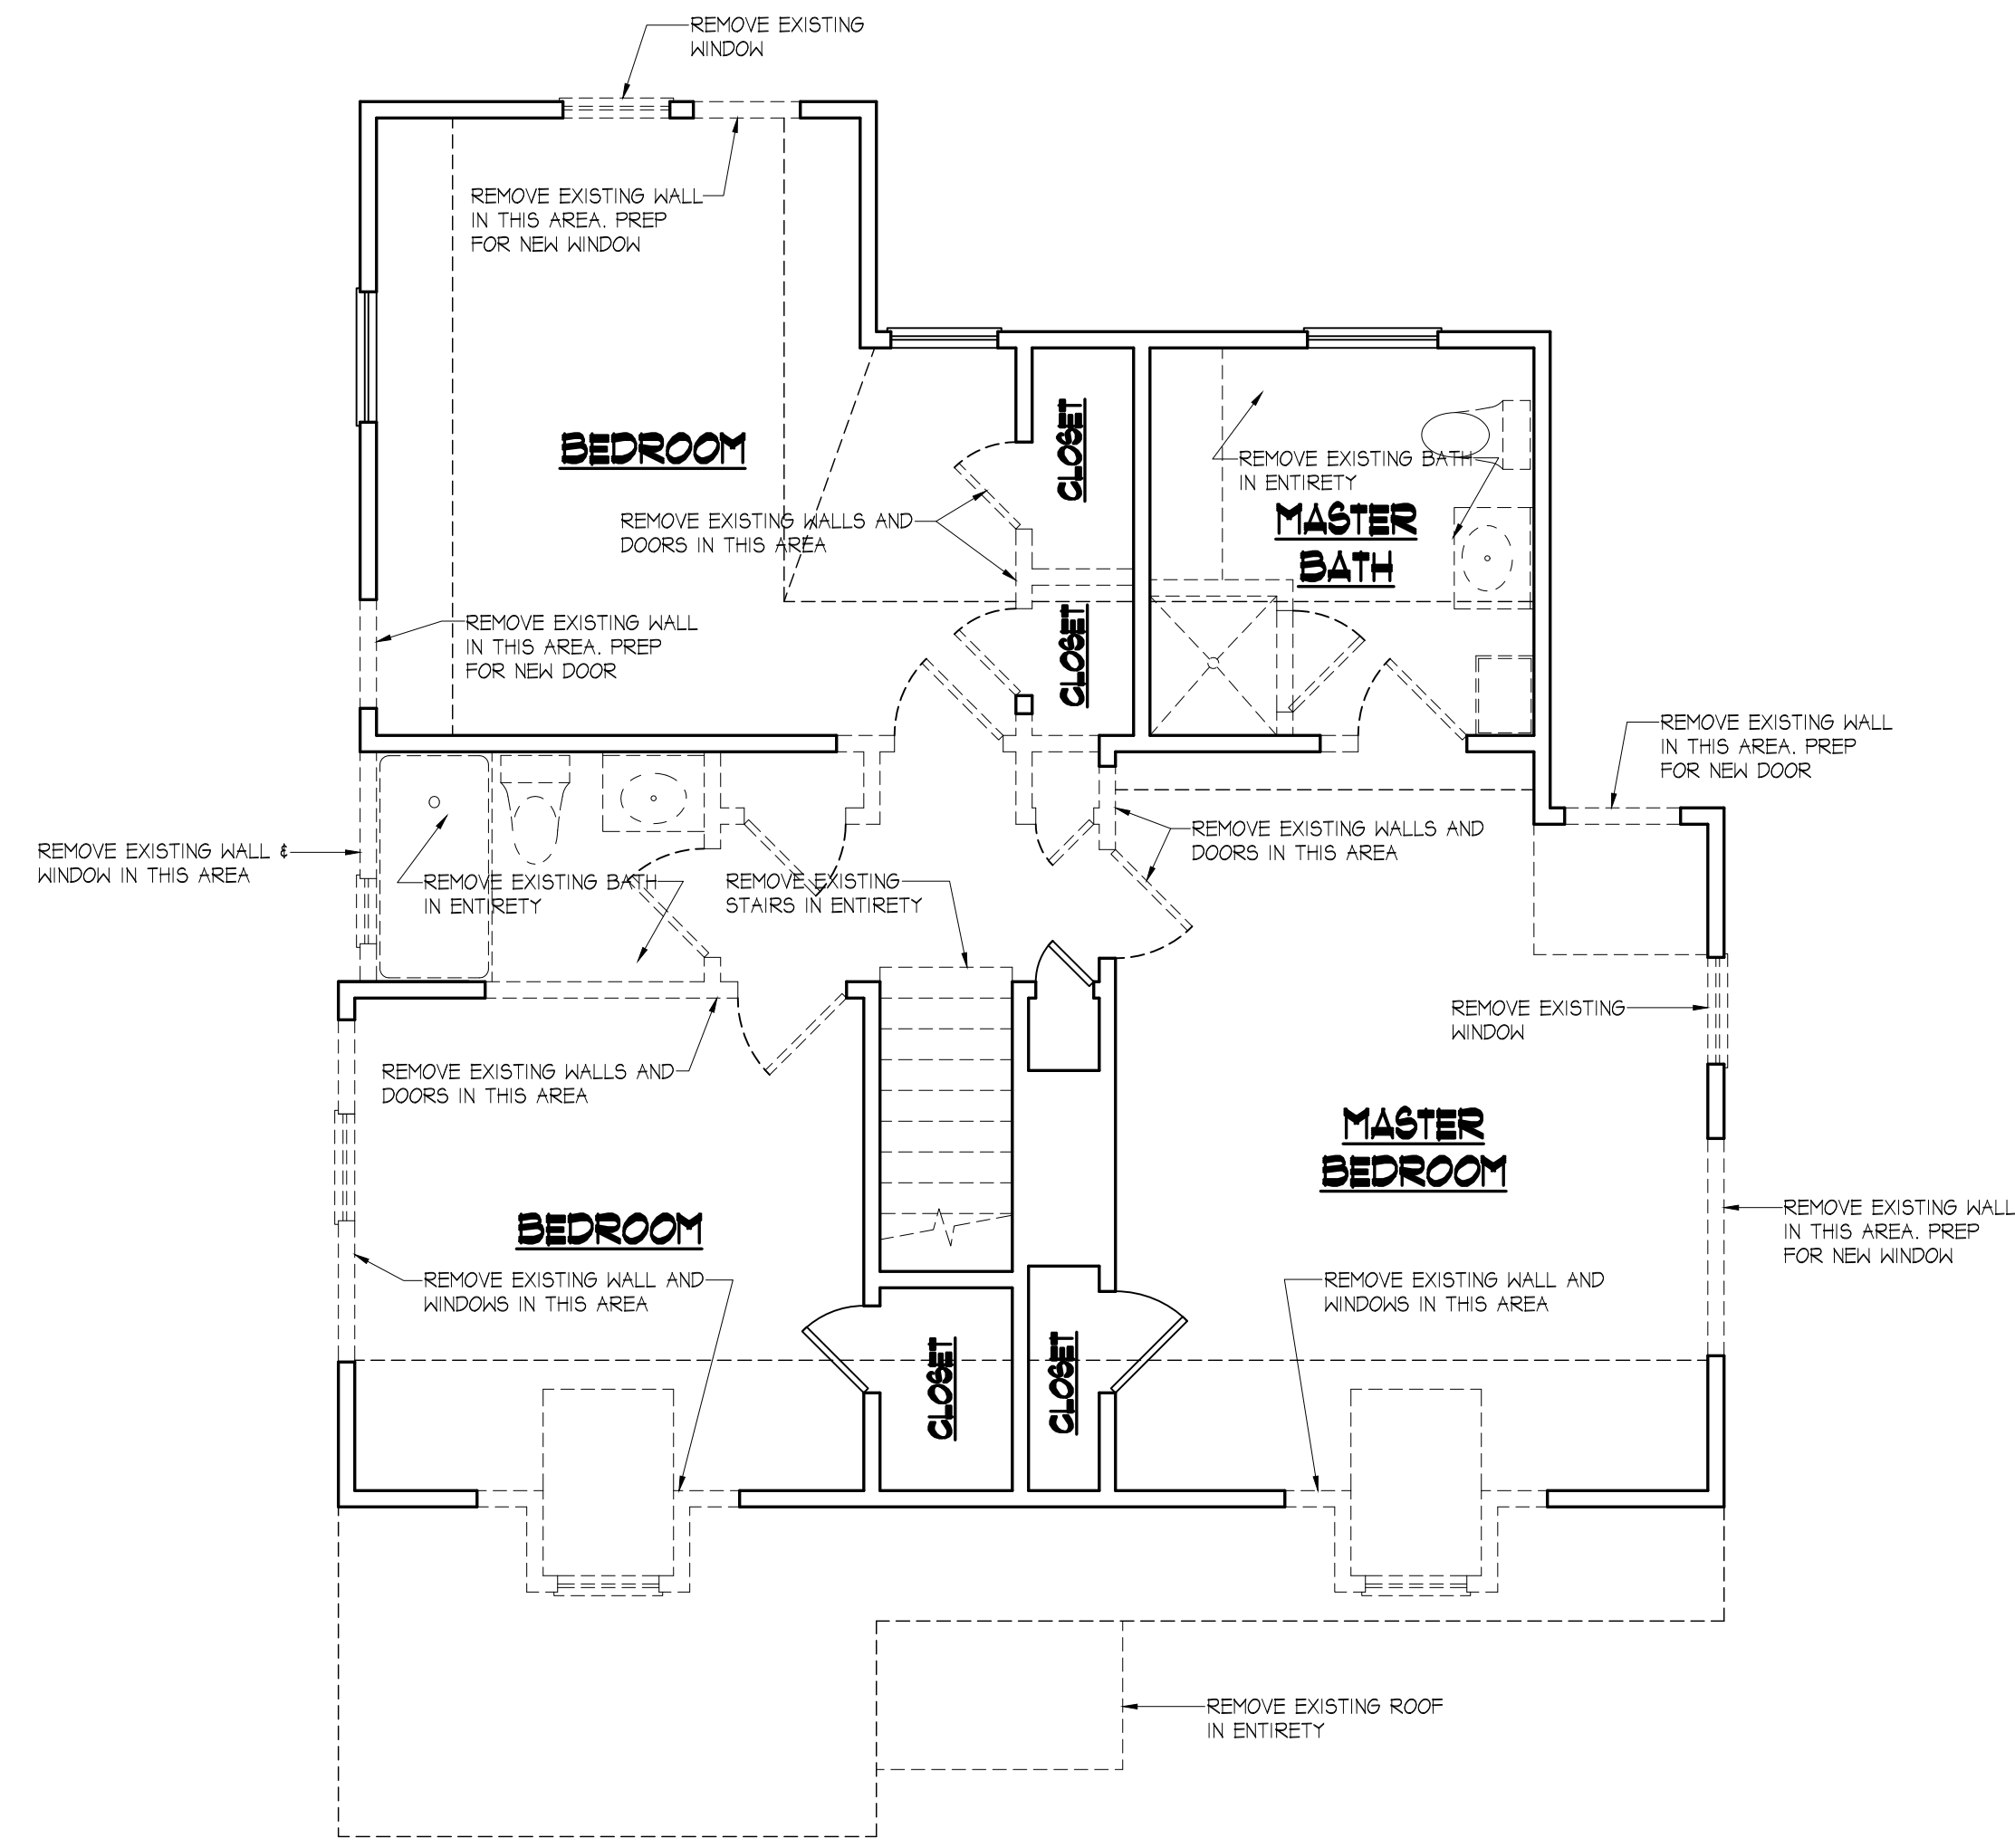 REMOVE EXISTING
WINDOW
REMOVE EXISTING WALL
IN THIS AREA. PREP
FOR NEW WINDOW
BEDROOM
CLOSET
REMOVE EXISTING BATH
IN ENTIRETY
MASTER
BATH
REMOVE EXISTING WALLS AND
DOORS IN THIS AREA
REMOVE EXISTING WALL
IN THIS AREA. PREP
FOR NEW DOOR
CLOSET
REMOVE EXISTING WALL
IN THIS AREA. PREP
FOR NEW DOOR
REMOVE EXISTING WALL &
WINDOW IN THIS AREA
REMOVE EXISTING BATH
IN ENTIRETY
REMOVE EXISTING
STAIRS IN ENTIRETY
REMOVE EXISTING WALLS AND
DOORS IN THIS AREA
REMOVE EXISTING
WINDOW
REMOVE EXISTING WALLS AND
DOORS IN THIS AREA
MASTER
BEDROOM
BEDROOM
REMOVE EXISTING WALL
IN THIS AREA. PREP
FOR NEW WINDOW
REMOVE EXISTING WALL AND
WINDOWS IN THIS AREA
REMOVE EXISTING WALL AND
WINDOWS IN THIS AREA
CLOSET
CLOSET
REMOVE EXISTING ROOF
IN ENTIRETY